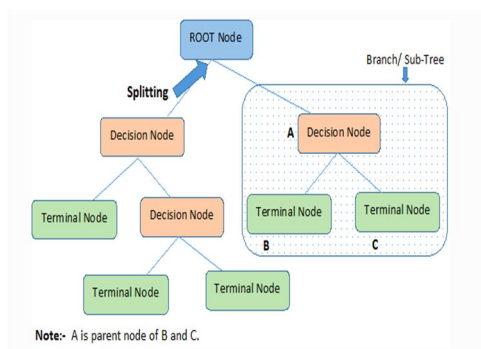 ROOT Node
Branch/ Sub-Tree
Splitting
Decision Node
A
Decision Node
Terminal Node
Decision Node
Terminal Node
Terminal Node
B
C
Terminal Node
Terminal Node
Note:- A is parent node of B and C.